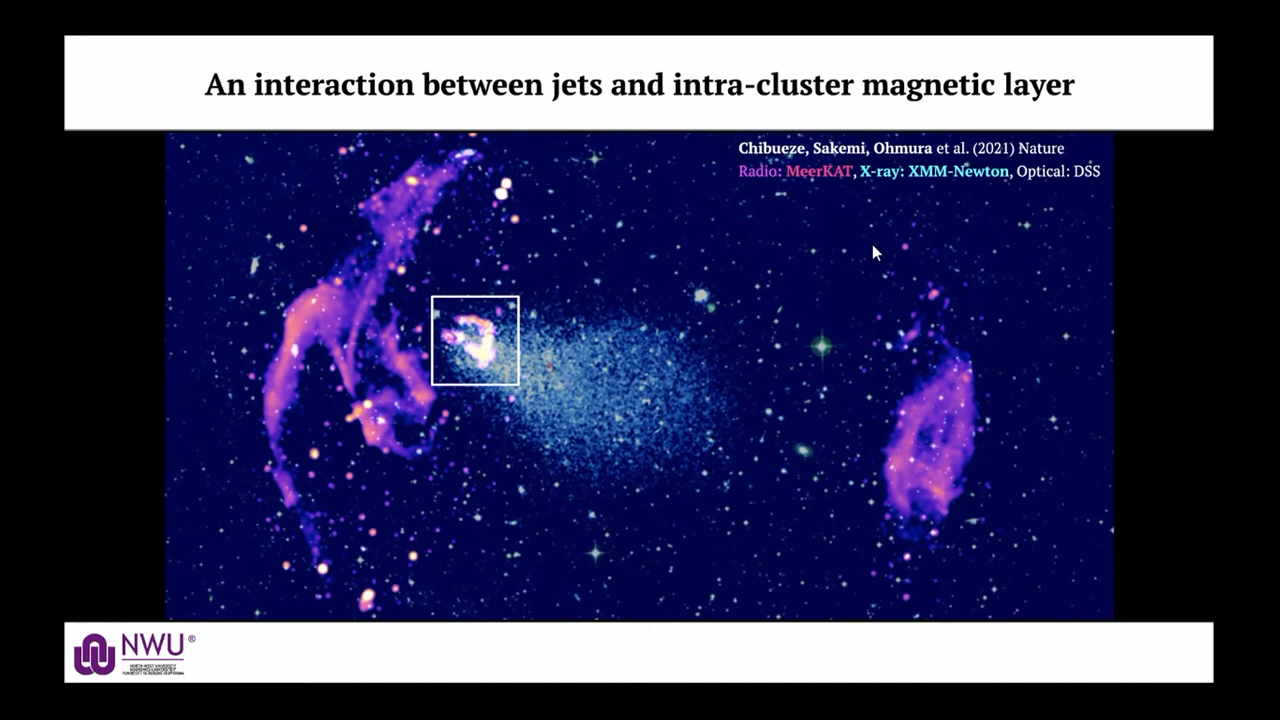 An interaction between jets and intra-cluster magnetic layer
Chibueze, Sakemi, Ohmura et al. (2021) Nature
Radio: MeerKAT, X-ray: XMM-Newton, Optical: DSS
NWU®